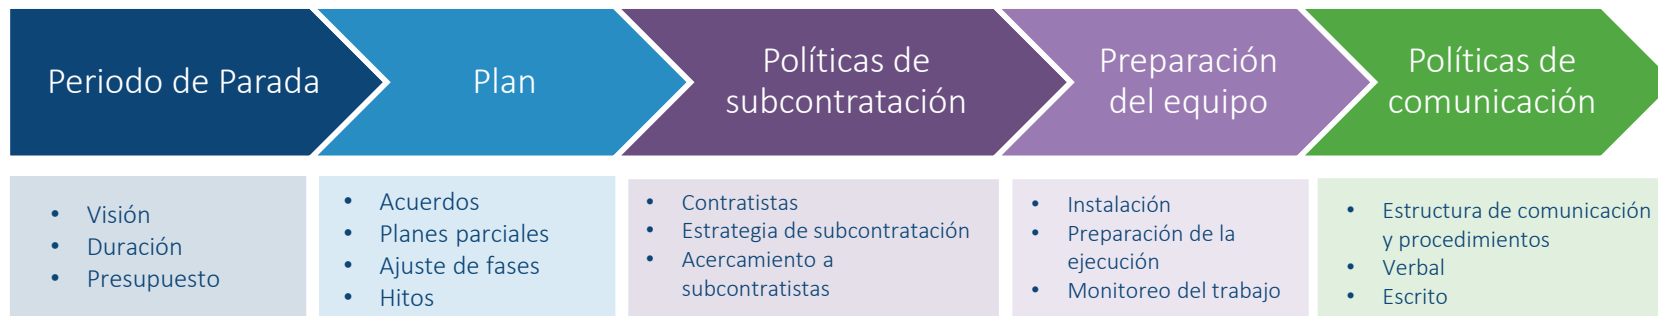 Periodo de Parada
Plan
Políticas de
subcontratación
Preparación
del equipo
Políticas de
comunicación
• Visión
• Duración
• Presupuesto
• Acuerdos
• Planes parciales
• Ajuste de fases
• Hitos
• Contratistas
• Estrategia de subcontratación
• Acercamiento a
subcontratistas
• Instalación
• Preparación de la
ejecución
• Monitoreo del trabajo
• Estructura de comunicación
y procedimientos
• Verbal
• Escrito